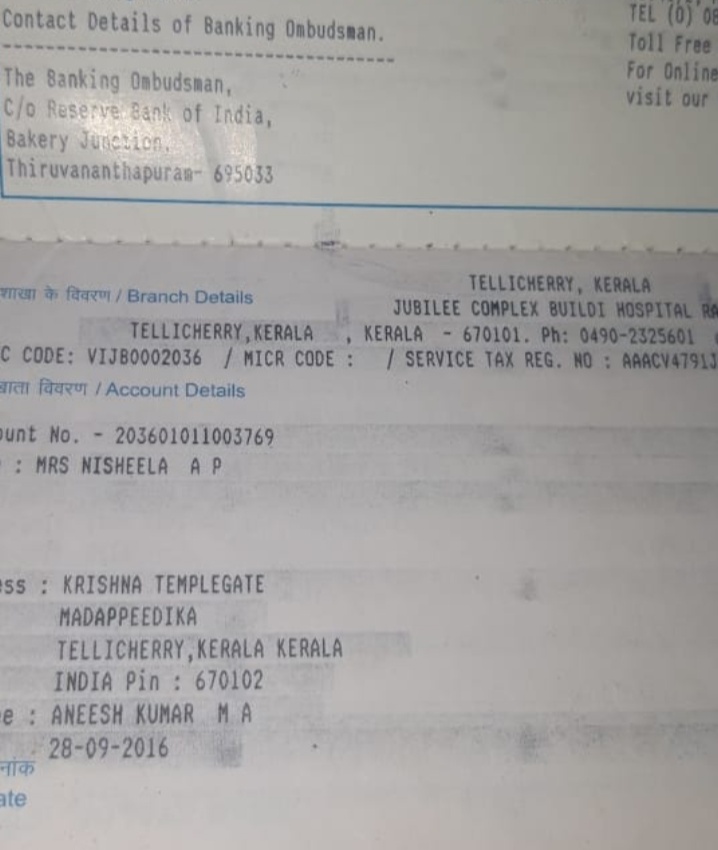 Contact Details of Banking Ombudsman.
TEL (O) 08
Toll Free
For Online
visit our
------------------------------------
The Banking Ombudsman,
C/o Reserve Bank of India,
Bakery Junction,
Thiruvananthapuram- 695033
शाखा के विवरण / Branch Details
TELLICHERRY, KERALA
JUBILEE COMPLEX BUILDI HOSPITAL RA
TELLICHERRY,KERALA , KERALA - 670101. Ph: 0490-2325601
C CODE: VIJB0002036 / MICR CODE : / SERVICE TAX REG. NO : AAACV4791J
खाता विवरण / Account Details
ount No. - 203601011003769
: MRS NISHEELA A P
ess : KRISHNA TEMPLEGATE
MADAPPEEDIKA
TELLICHERRY,KERALA KERALA
INDIA Pin : 670102
e : ANEESH KUMAR M A
28-09-2016
नांक
ate